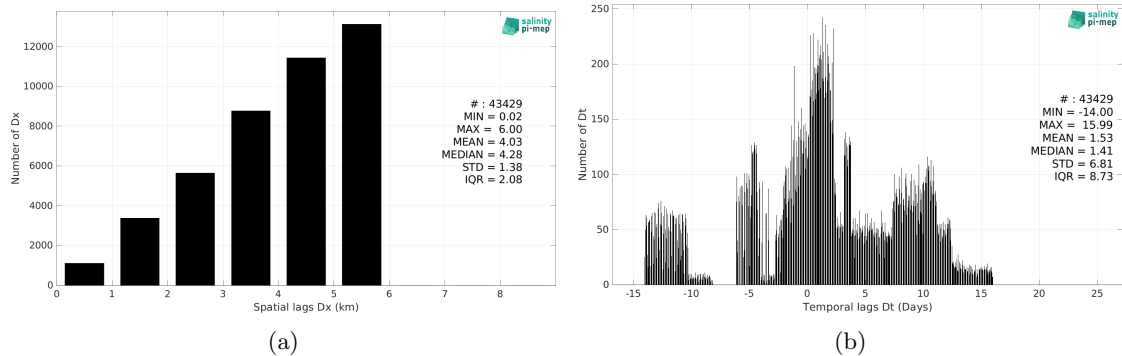 salinity
pi-mep
Number of Dx
12000
10000
8000
6000
4000
2000
0
# : 43429
MIN = 0.02
MAX =  6.00
MEAN = 4.03
MEDIAN = 4.28
STD = 1.38
IQR = 2.08
0 1 2 3 4 5 6 7 8
Spatial lags Dx (km)
(a)
salinity
pi-mep
Number of Dt
250
200
150
100
50
0
# : 43429
MIN = -14.00
MAX =  15.99
MEAN = 1.53
MEDIAN = 1.41
STD = 6.81
IQR = 8.73
-15 -10 -5 0 5 10 15 20 25
Temporal lags Dt (Days)
(b)